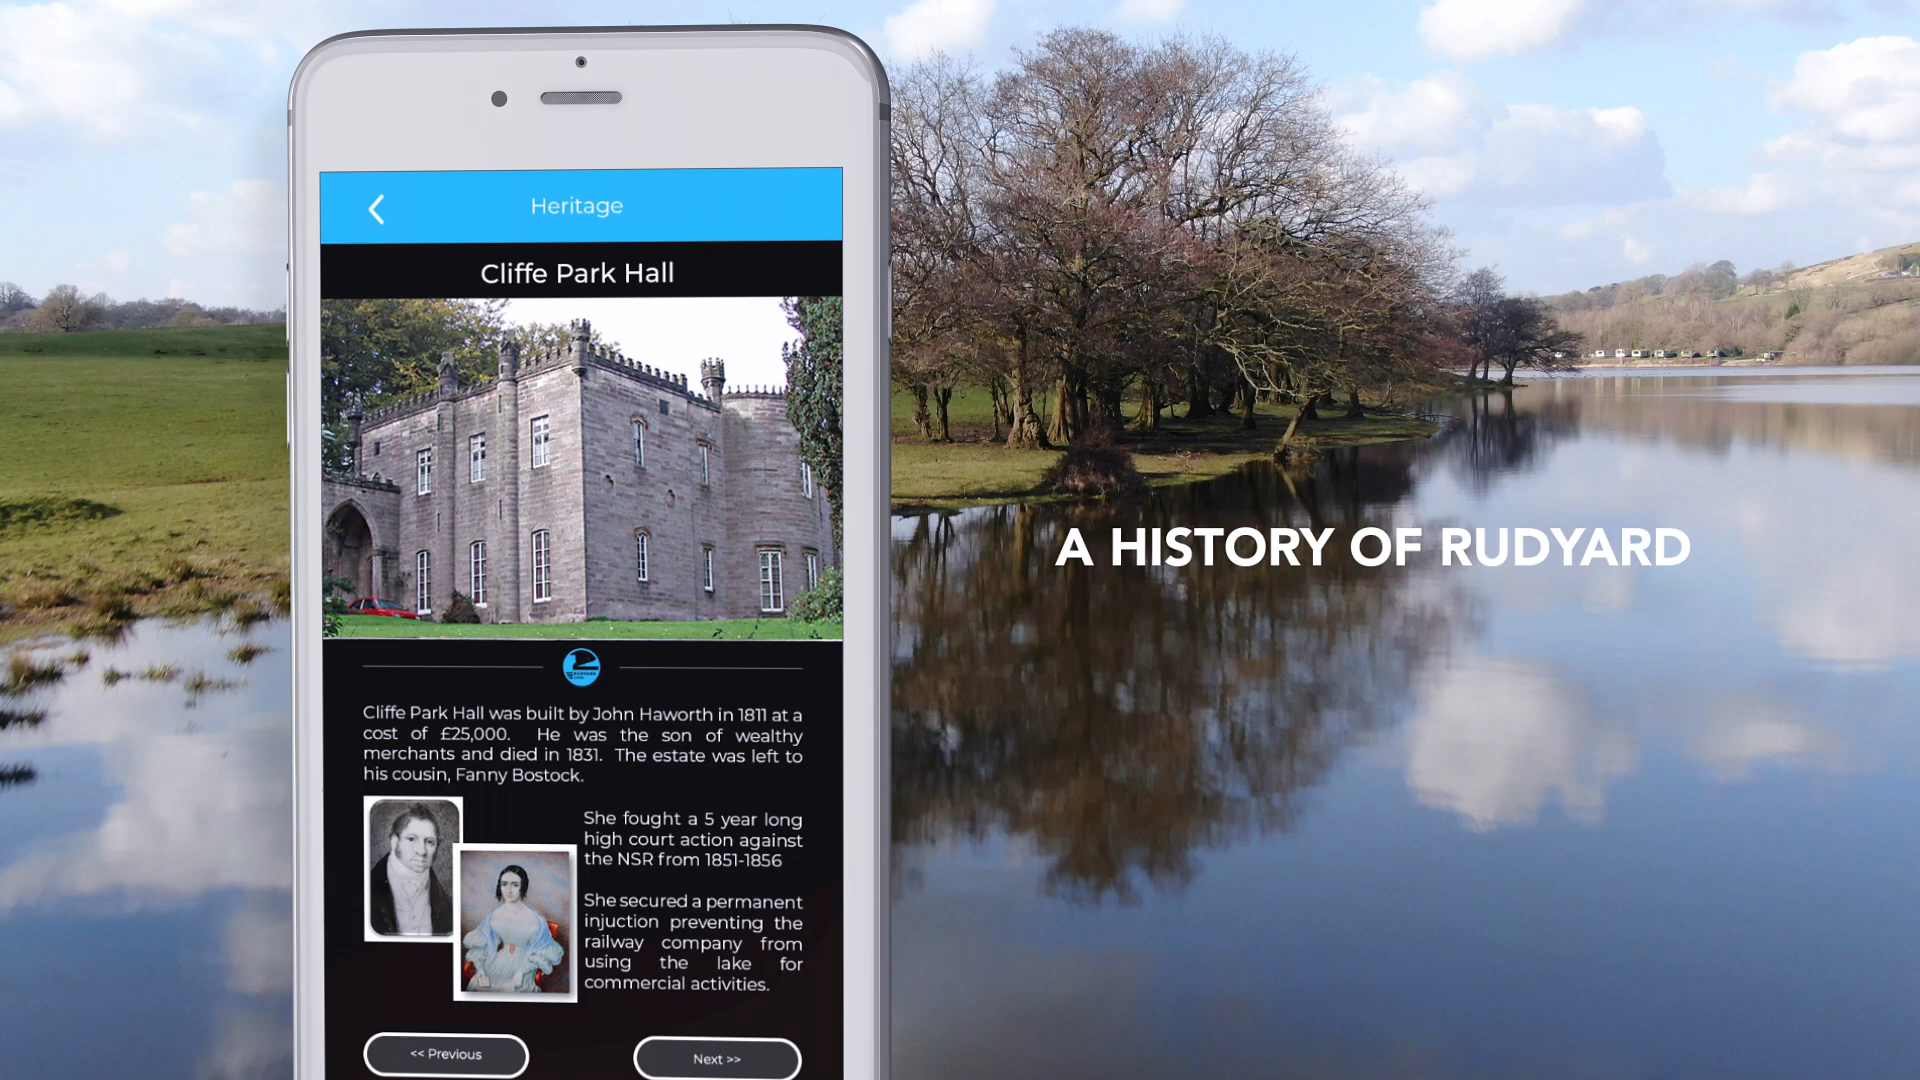 Heritage
Cliffe Park Hall
Cliffe Park Hall was built by John Haworth in 1811 at a
cost of £25,000. He was the son of wealthy
merchants and died in 1831. The estate was left to
his cousin, Fanny Bostock.
She fought a 5 year long
high court action against
the NSR from 1851-1856
She secured a permanent
injuction preventing the
railway company from
using the lake for
commercial activities.
<< Previous
Next >>
A HISTORY OF RUDYARD